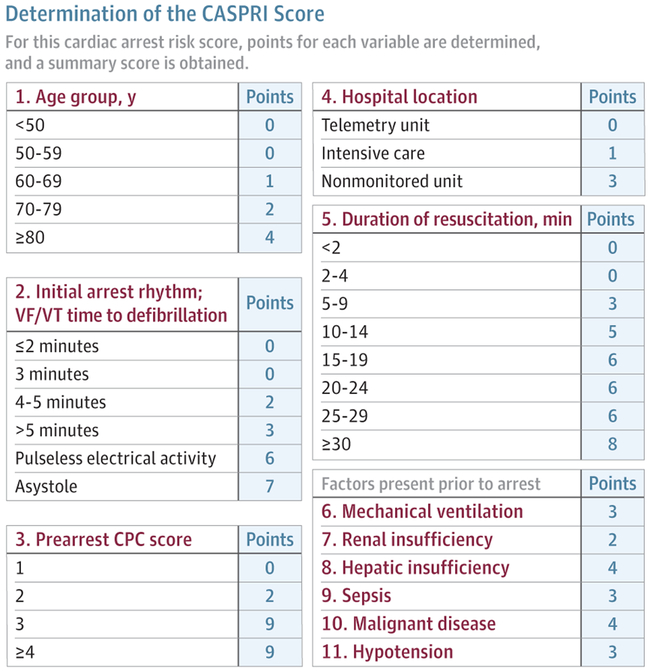 Determination of the CASPRI Score
For this cardiac arrest risk score, points for each variable are determined,
and a summary score is obtained.
1. Age group, y Points
<50 0
50-59 0
60-69 1
70-79 2
≥80 4
2. Initial arrest rhythm;
VF/VT time to defibrillation Points
≤2 minutes 0
3 minutes 0
4-5 minutes 2
>5 minutes 3
Pulseless electrical activity 6
Asystole 7
3. Prearrest CPC score Points
1 0
2 2
3 9
≥4 9
4. Hospital location Points
Telemetry unit 0
Intensive care 1
Nonmonitored unit 3
5. Duration of resuscitation, min Points
<2 0
2-4 0
5-9 3
10-14 5
15-19 6
20-24 6
25-29 6
≥30 8
Factors present prior to arrest Points
6. Mechanical ventilation 3
7. Renal insufficiency 2
8. Hepatic insufficiency 4
9. Sepsis 3
10. Malignant disease 4
11. Hypotension 3